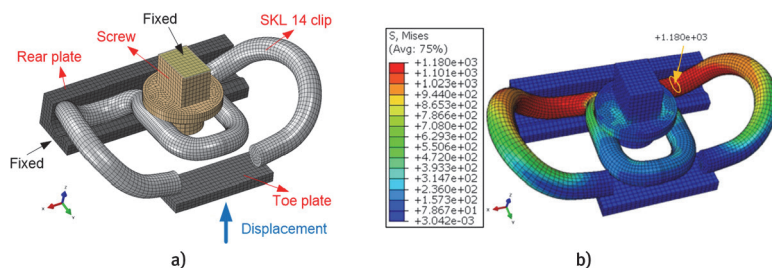 Fixed
SKL 14 clip
Screw
Rear plate
Fixed
Toe plate
Displacement
a)
S, Mises
(Avg: 75%)
+1.180e+03
+1.101e+03
+1.023e+03
+9.440e+02
+8.653e+02
+7.866e+02
+7.080e+02
+6.293e+02
+5.506e+02
+4.720e+02
+3.933e+02
+3.147e+02
+2.360e+02
+1.573e+02
+7.867e+01
+3.042e-03
+1.180e+03
b)